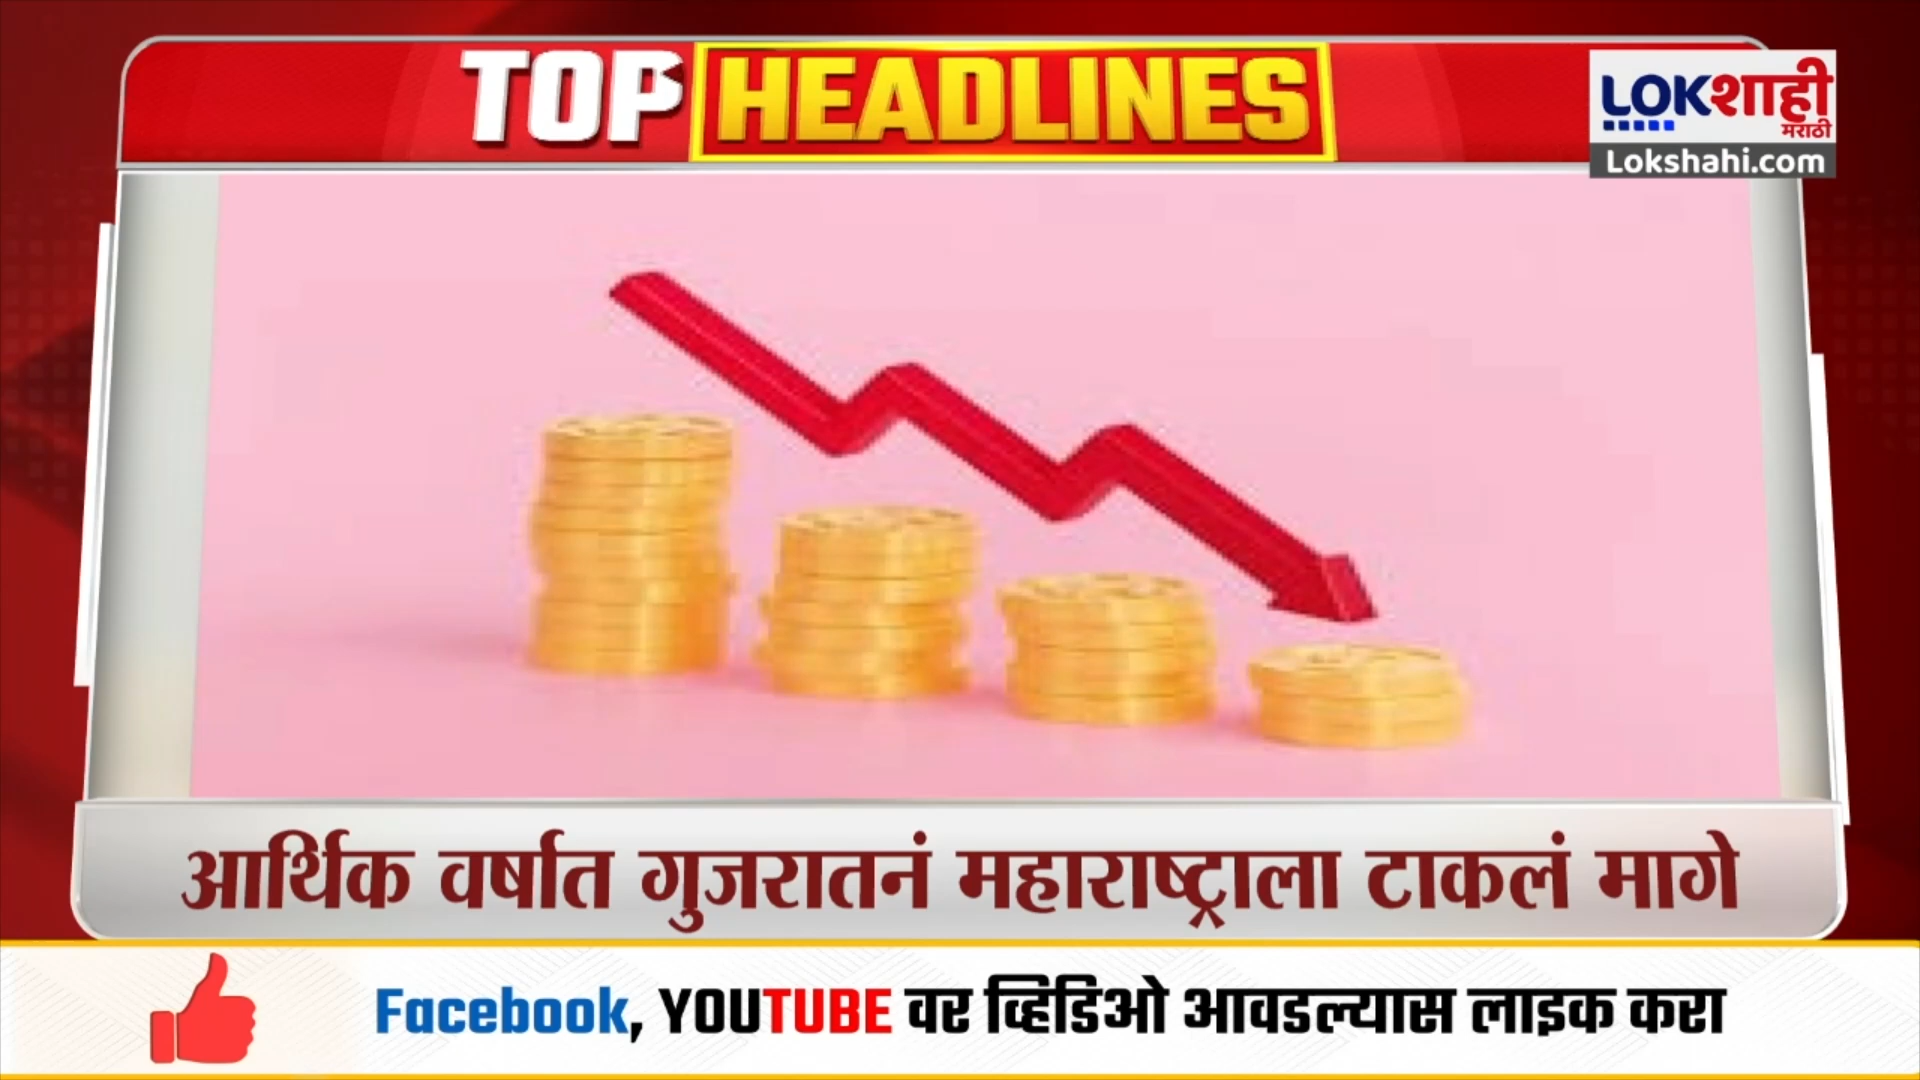 TOP HEADLINES
LOKशाही
मराठी
Lokshahi.com
आर्थिक वर्षात गुजरातनं महाराष्ट्राला टाकलं मागे
Facebook, YOUTUBE वर व्हिडिओ आवडल्यास लाइक करा